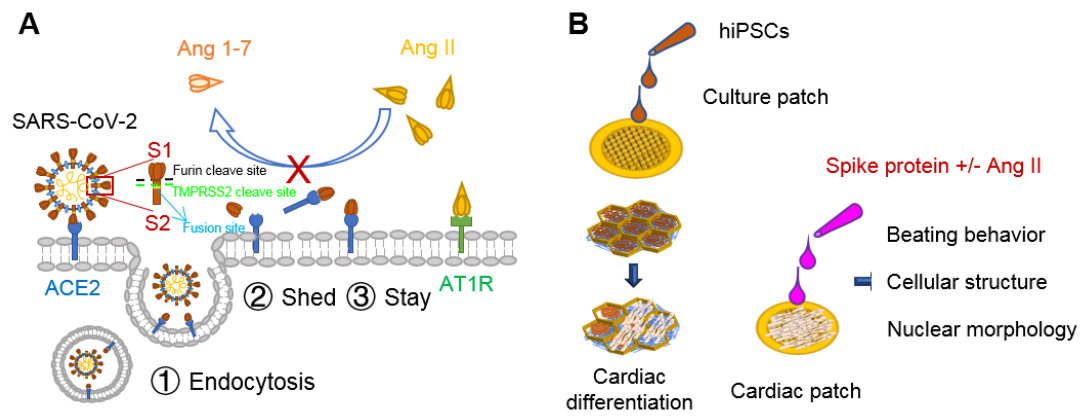 A
Ang 1-7
Ang II
SARS-CoV-2
S1
Furin cleave site
TMPRSS2 cleave site
S2
Fusion site
X
ACE2
② Shed ③ Stay
AT1R
① Endocytosis
B
hiPSCs
Culture patch
Spike protein +/- Ang II
Beating behavior
Cellular structure
Nuclear morphology
Cardiac
differentiation
Cardiac patch